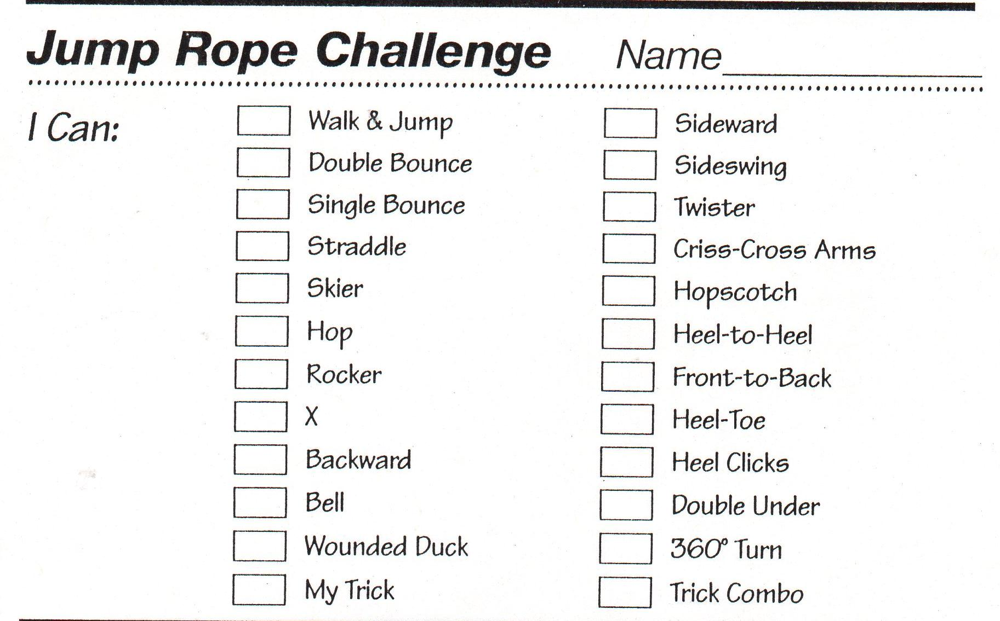 Jump Rope Challenge Name
I Can:
Walk & Jump
Double Bounce
Single Bounce
Straddle
Skier
Hop
Rocker
X
Backward
Bell
Wounded Duck
My Trick
Sideward
Sideswing
Twister
Criss-Cross Arms
Hopscotch
Heel-to-Heel
Front-to-Back
Heel-Toe
Heel Clicks
Double Under
360° Turn
Trick Combo